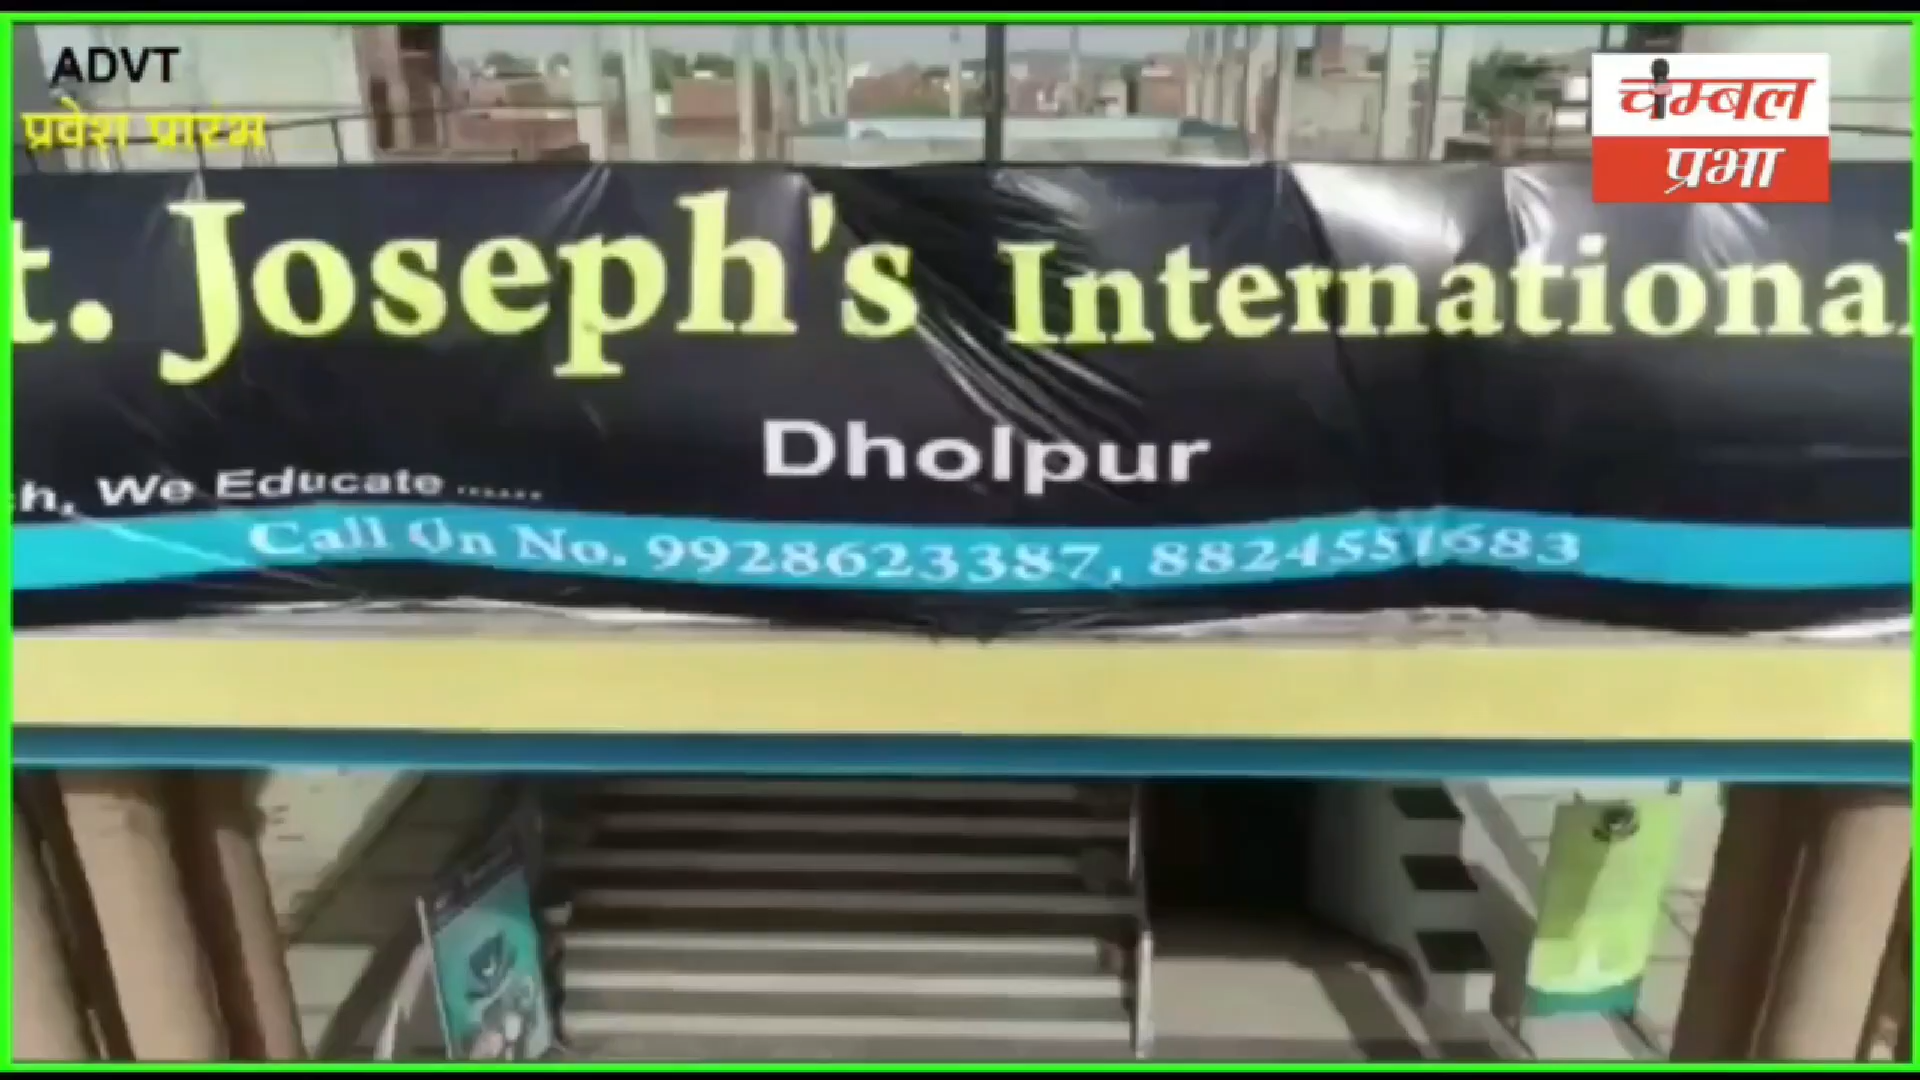 ADVT
प्रवेश प्रारंभ
चम्बल
प्रभा
t. Joseph's International
Dholpur
h, We Educate ......
Call On No. 9928623387, 8824551683